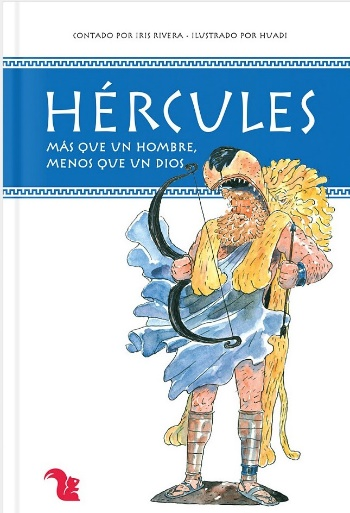 CONTADO POR IRIS RIVERA • ILUSTRADO POR HUADI
HÉRCULES
MÁS QUE UN HOMBRE,
MENOS QUE UN DIOS